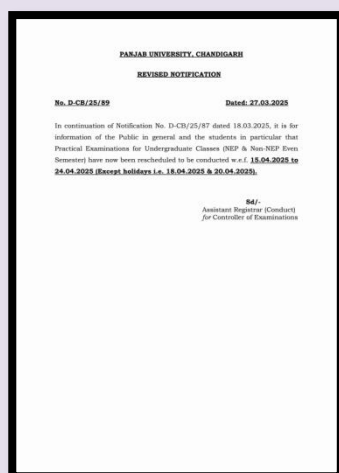 PANJAB UNIVERSITY, CHANDIGARH
REVISED NOTIFICATION
No. D-CB/25/89 Dated: 27.03.2025
In continuation of Notification No. D-CB/25/87 dated 18.03.2025, it is for
information of the Public in general and the students in particular that
Practical Examinations for Undergraduate Classes (NEP & Non-NEP Even
Semester) have now been rescheduled to be conducted w.e.f. 15.04.2025 to
24.04.2025 (Except holidays i.e. 18.04.2025 & 20.04.2025).
Sd/-
Assistant Registrar (Conduct)
for Controller of Examinations